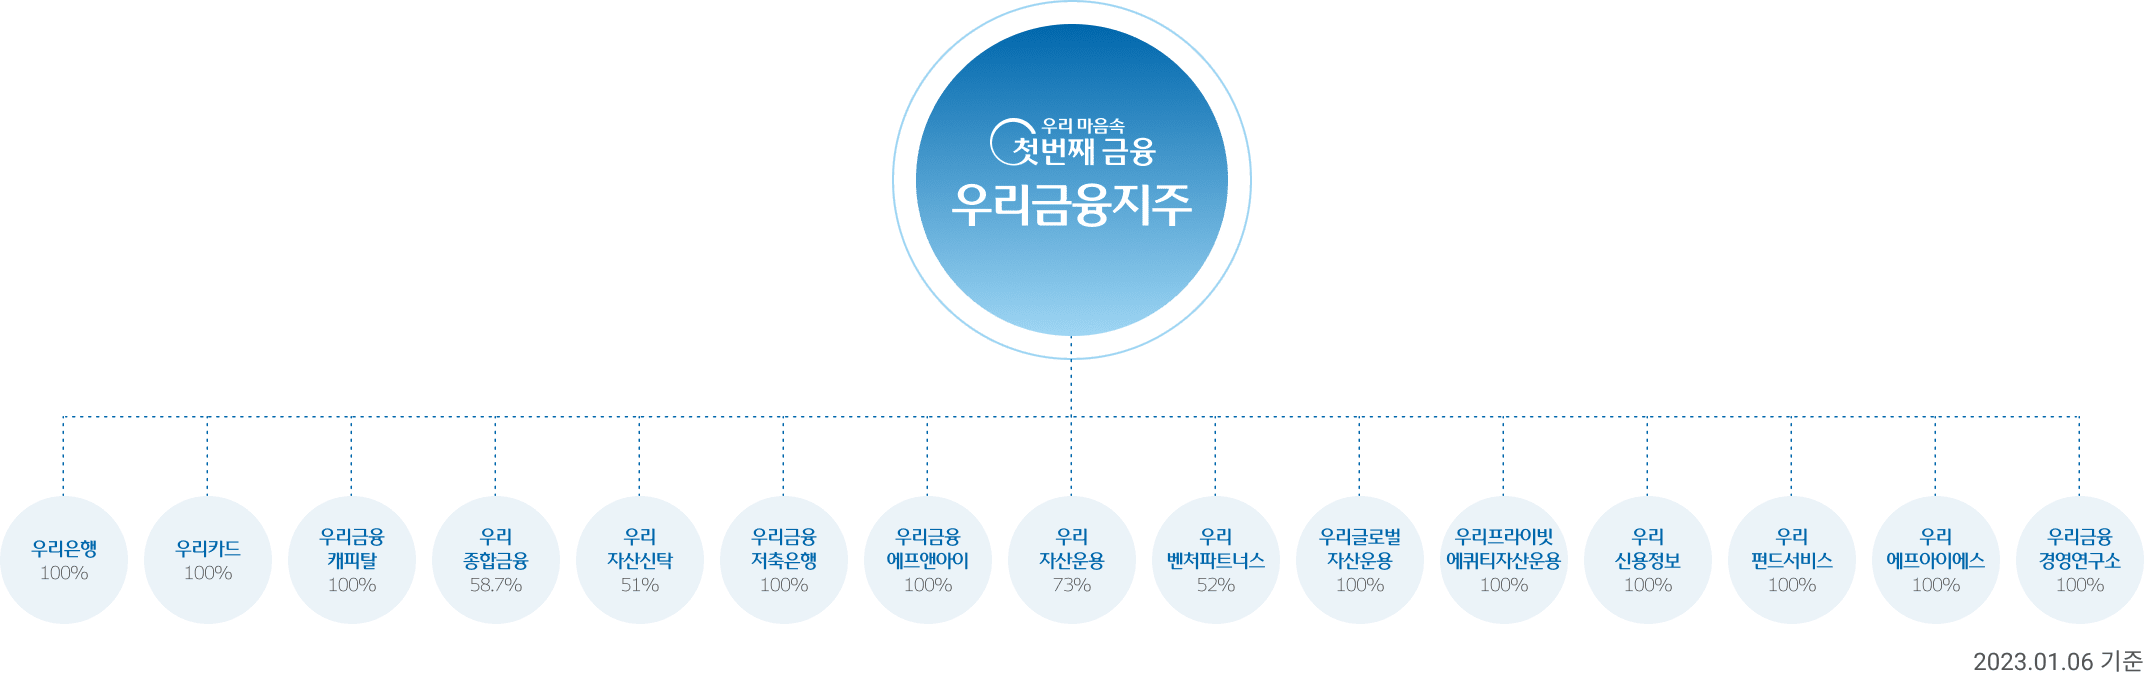 우리 마음속
첫번째 금융
우리금융지주
우리은행
100%
우리카드
100%
우리금융
캐피탈
100%
우리
종합금융
58.7%
우리
자산신탁
51%
우리금융
저축은행
100%
우리금융
에프앤아이
100%
우리
자산운용
73%
우리
벤처파트너스
52%
우리글로벌
자산운용
100%
우리프라이빗
에퀴티자산운용
100%
우리
신용정보
100%
우리
펀드서비스
100%
우리
에프아이에스
100%
우리금융
경영연구소
100%
2023.01.06 기준